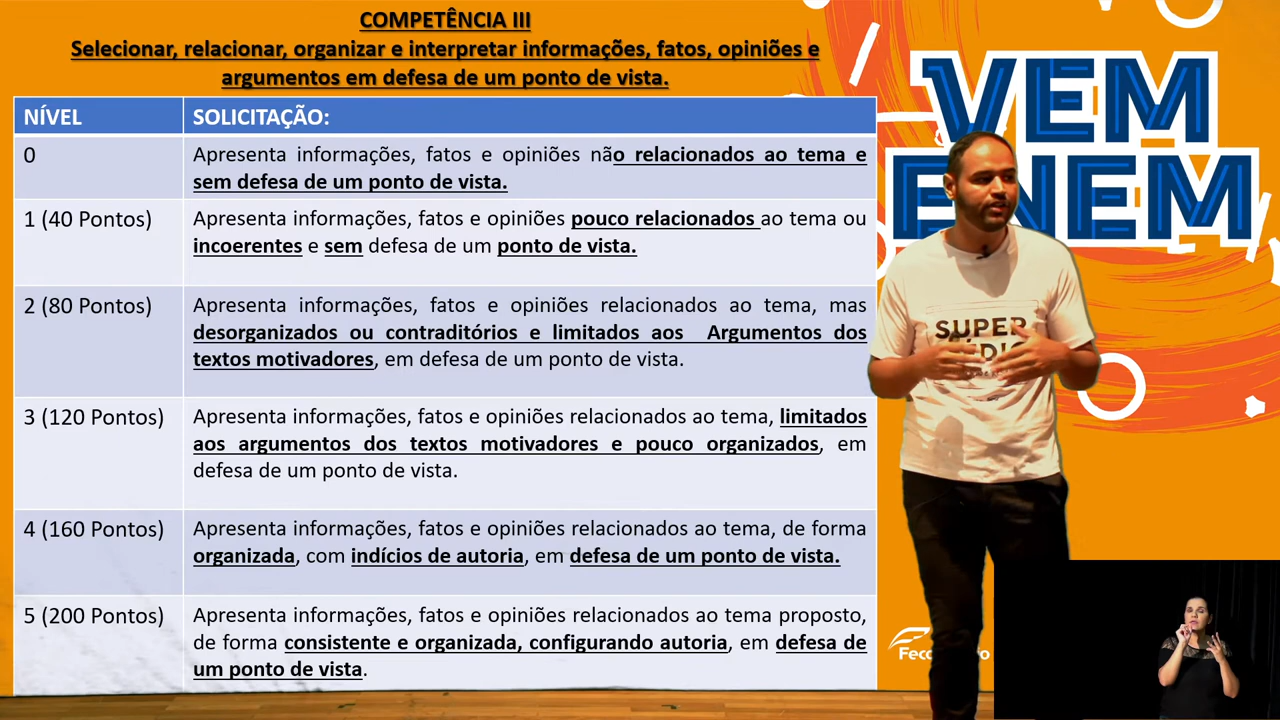 COMPETÊNCIA III
Selecionar, relacionar, organizar e interpretar informações, fatos, opiniões e
argumentos em defesa de um ponto de vista.
NÍVEL SOLICITAÇÃO:
0 Apresenta informações, fatos e opiniões não relacionados ao tema e
sem defesa de um ponto de vista.
1 (40 Pontos) Apresenta informações, fatos e opiniões pouco relacionados ao tema ou
incoerentes e sem defesa de um ponto de vista.
2 (80 Pontos) Apresenta informações, fatos e opiniões relacionados ao tema, mas
desorganizados ou contraditórios e limitados aos Argumentos dos
textos motivadores, em defesa de um ponto de vista.
3 (120 Pontos) Apresenta informações, fatos e opiniões relacionados ao tema, limitados
aos argumentos dos textos motivadores e pouco organizados, em
defesa de um ponto de vista.
4 (160 Pontos) Apresenta informações, fatos e opiniões relacionados ao tema, de forma
organizada, com indícios de autoria, em defesa de um ponto de vista.
5 (200 Pontos) Apresenta informações, fatos e opiniões relacionados ao tema proposto,
de forma consistente e organizada, configurando autoria, em defesa de
um ponto de vista.
VEM
ENEM
SUPER